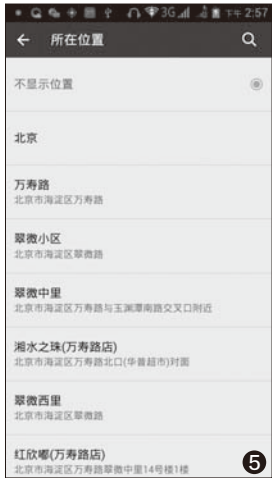 3G 下午 2:57
所在位置
不显示位置
北京
万寿路
北京市海淀区万寿路
翠微小区
北京市海淀区翠微路
翠微中里
北京市海淀区万寿路与玉渊潭南路交叉口附近
湘水之珠(万寿路店)
北京市海淀区万寿路北口(华普超市)对面
翠微西里
北京市海淀区翠微路
红欣嘟(万寿路店)
北京市海淀区万寿路翠微中里14号楼1楼
5